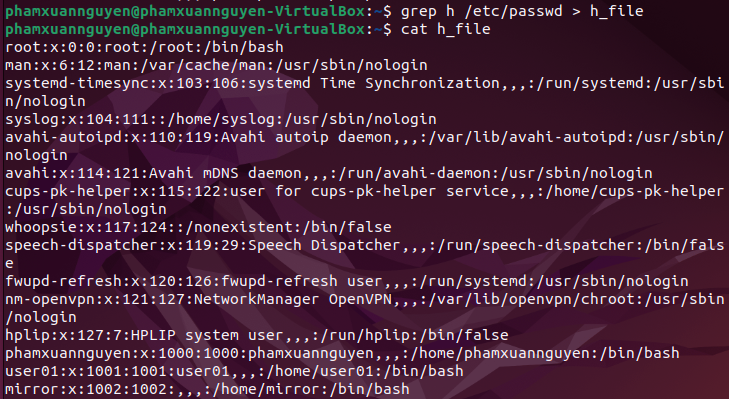 phamxuannguyen@phamxuannguyen-VirtualBox:~$ grep h /etc/passwd > h_file
phamxuannguyen@phamxuannguyen-VirtualBox:~$ cat h_file
root:x:0:0:root:/root:/bin/bash
man:x:6:12:man:/var/cache/man:/usr/sbin/nologin
systemd-timesync:x:103:106:systemd Time Synchronization,,,:/run/systemd:/usr/sbi
n/nologin
syslog:x:104:111::/home/syslog:/usr/sbin/nologin
avahi-autoipd:x:110:119:Avahi autoip daemon,,,:/var/lib/avahi-autoipd:/usr/sbin/
nologin
avahi:x:114:121:Avahi mDNS daemon,,,:/run/avahi-daemon:/usr/sbin/nologin
cups-pk-helper:x:115:122:user for cups-pk-helper service,,,:/home/cups-pk-helper
:/usr/sbin/nologin
whoopsie:x:117:124::/nonexistent:/bin/false
speech-dispatcher:x:119:29:Speech Dispatcher,,,:/run/speech-dispatcher:/bin/fals
e
fwupd-refresh:x:120:126:fwupd-refresh user,,,:/run/systemd:/usr/sbin/nologin
nm-openvpn:x:121:127:NetworkManager OpenVPN,,,:/var/lib/openvpn/chroot:/usr/sbin
/nologin
hplip:x:127:7:HPLIP system user,,,:/run/hplip:/bin/false
phamxuannguyen:x:1000:1000:phamxuannguyen,,,:/home/phamxuannguyen:/bin/bash
user01:x:1001:1001:user01,,,:/home/user01:/bin/bash
mirror:x:1002:1002:,,,:/home/mirror:/bin/bash